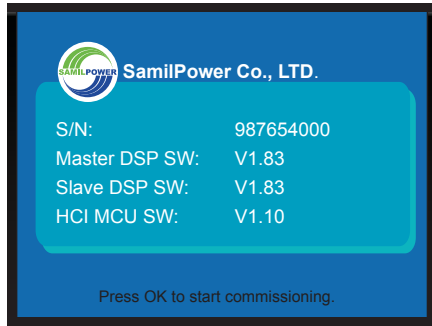 SAMILPOWER SamilPower Co., LTD.
S/N: 987654000
Master DSP SW: V1.83
Slave DSP SW: V1.83
HCI MCU SW: V1.10
Press OK to start commissioning.